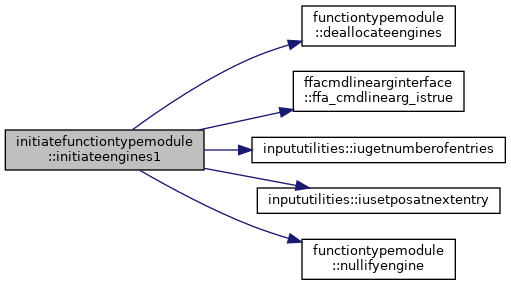 functiontypemodule
::deallocateengines
ffacmdlinearginterface
::ffa_cmdlinearg_istrue
initiatefunctiontypemodule
::initiateengines1
inpututilities::iugetnumberofentries
inpututilities::iusetposatnextentry
functiontypemodule
::nullifyengine